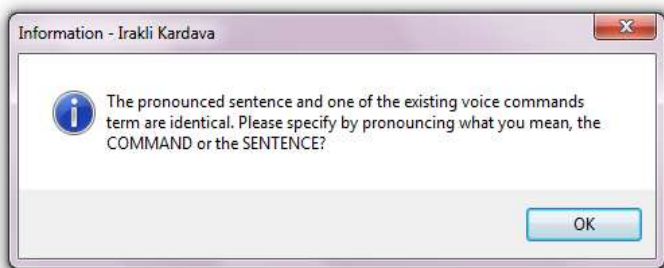 Information - Irakli Kardava
The pronounced sentence and one of the existing voice commands
term are identical. Please specify by pronouncing what you mean, the
COMMAND or the SENTENCE?
OK